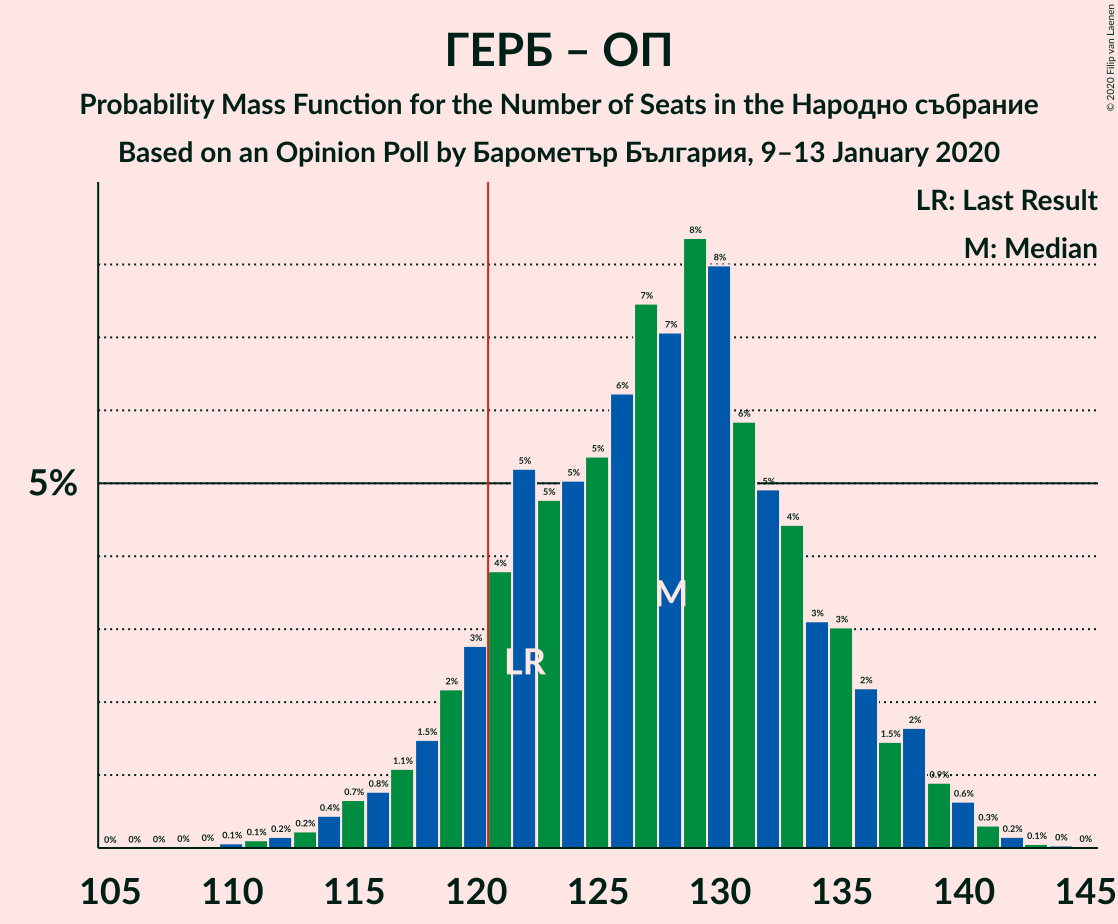 ГЕРБ – ОП
Probability Mass Function for the Number of Seats in the Народно събрание
Based on an Opinion Poll by Барометър България, 9–13 January 2020
© 2020 Filip van Laenen
LR: Last Result
M: Median
5%
0% 0% 0% 0% 0% 0.1% 0.1% 0.2% 0.2% 0.4% 0.7% 0.8% 1.1% 1.5% 2% 3% 4% 5% 5% 5% 5% 6% 7% 7% 8% 8% 6% 5% 4% 3% 3% 2% 1.5% 2% 0.9% 0.6% 0.3% 0.2% 0.1% 0% 0%
M
LR
105 110 115 120 125 130 135 140 145